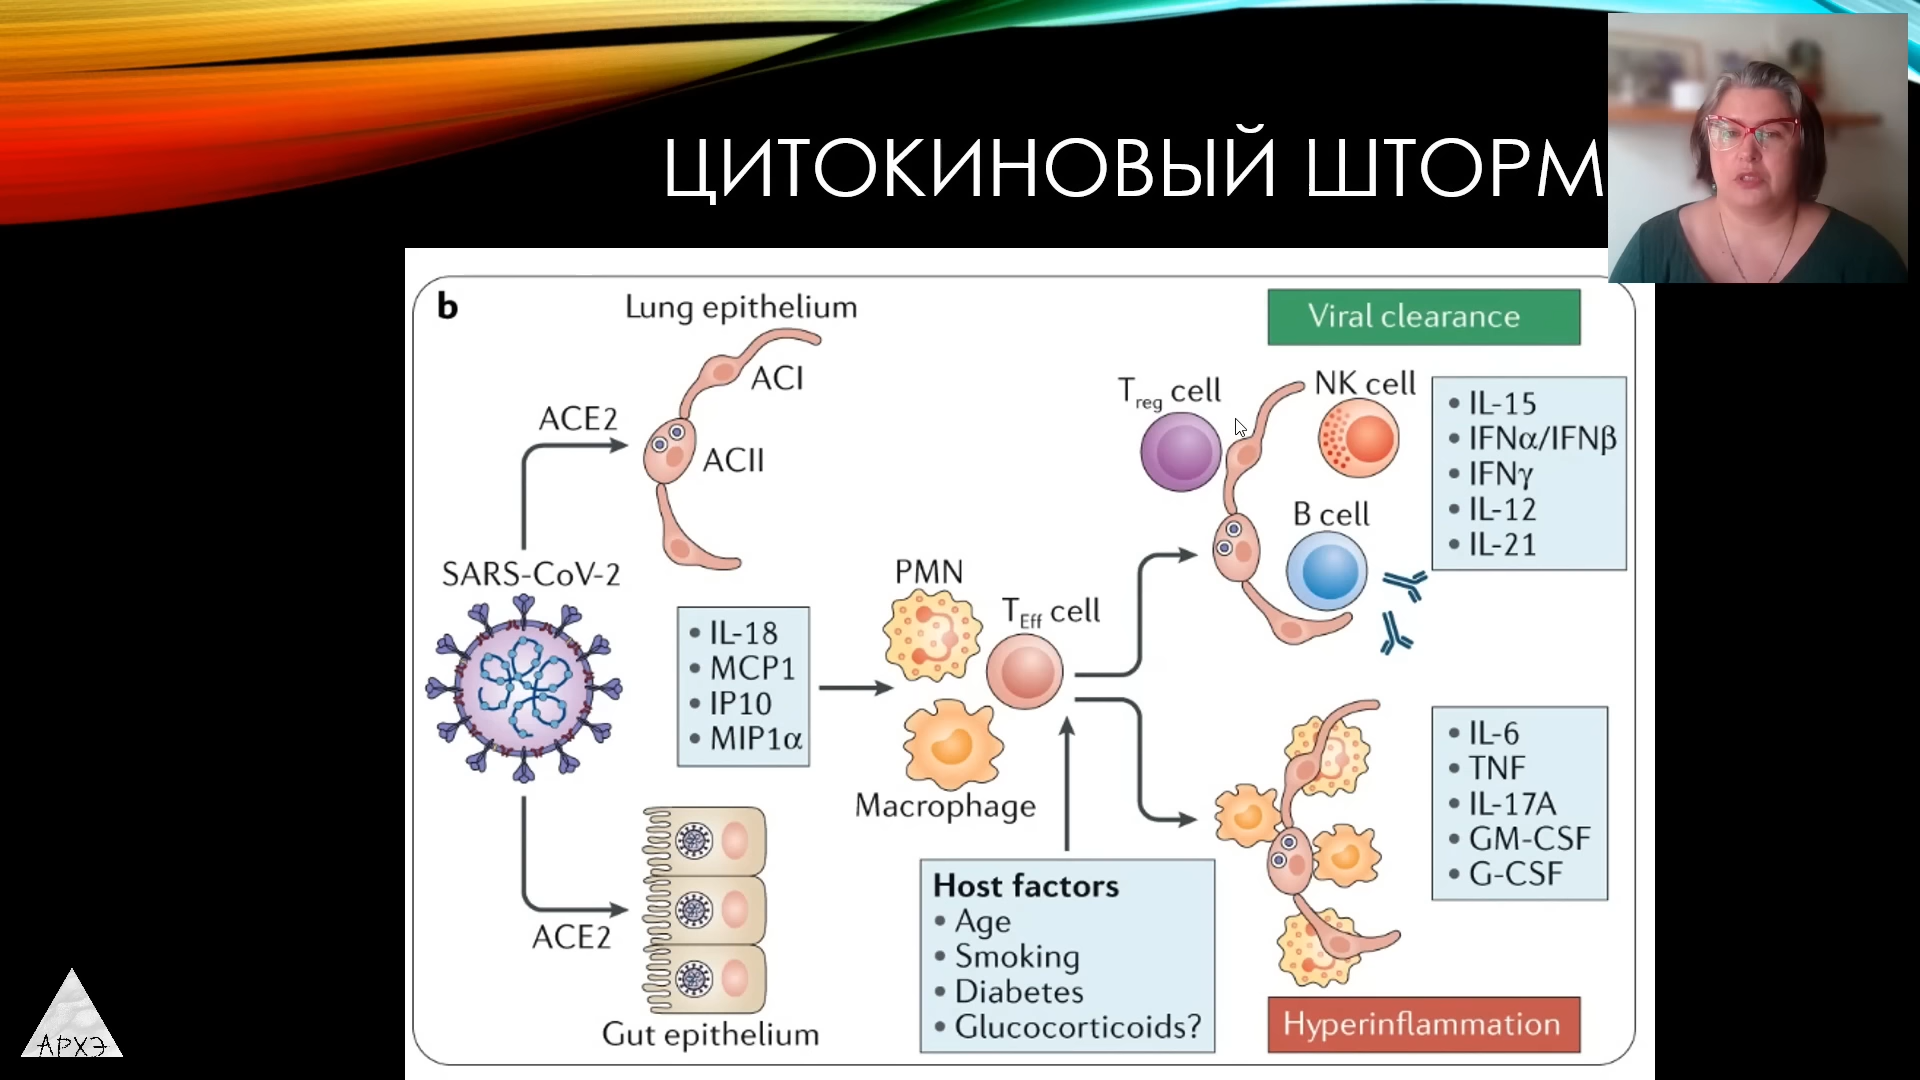 ЦИТОКИНОВЫЙ ШТОРМ
b
Lung epithelium
ACI
ACE2
ACII
SARS-CoV-2
• IL-18
• MCP1
• IP10
• MIP1α
ACE2
Gut epithelium
PMN
TEff cell
Macrophage
Host factors
• Age
• Smoking
• Diabetes
• Glucocorticoids?
Viral clearance
Treg cell
NK cell
B cell
• IL-15
• IFNα/IFNβ
• IFNγ
• IL-12
• IL-21
• IL-6
• TNF
• IL-17A
• GM-CSF
• G-CSF
Hyperinflammation
АРХЭ